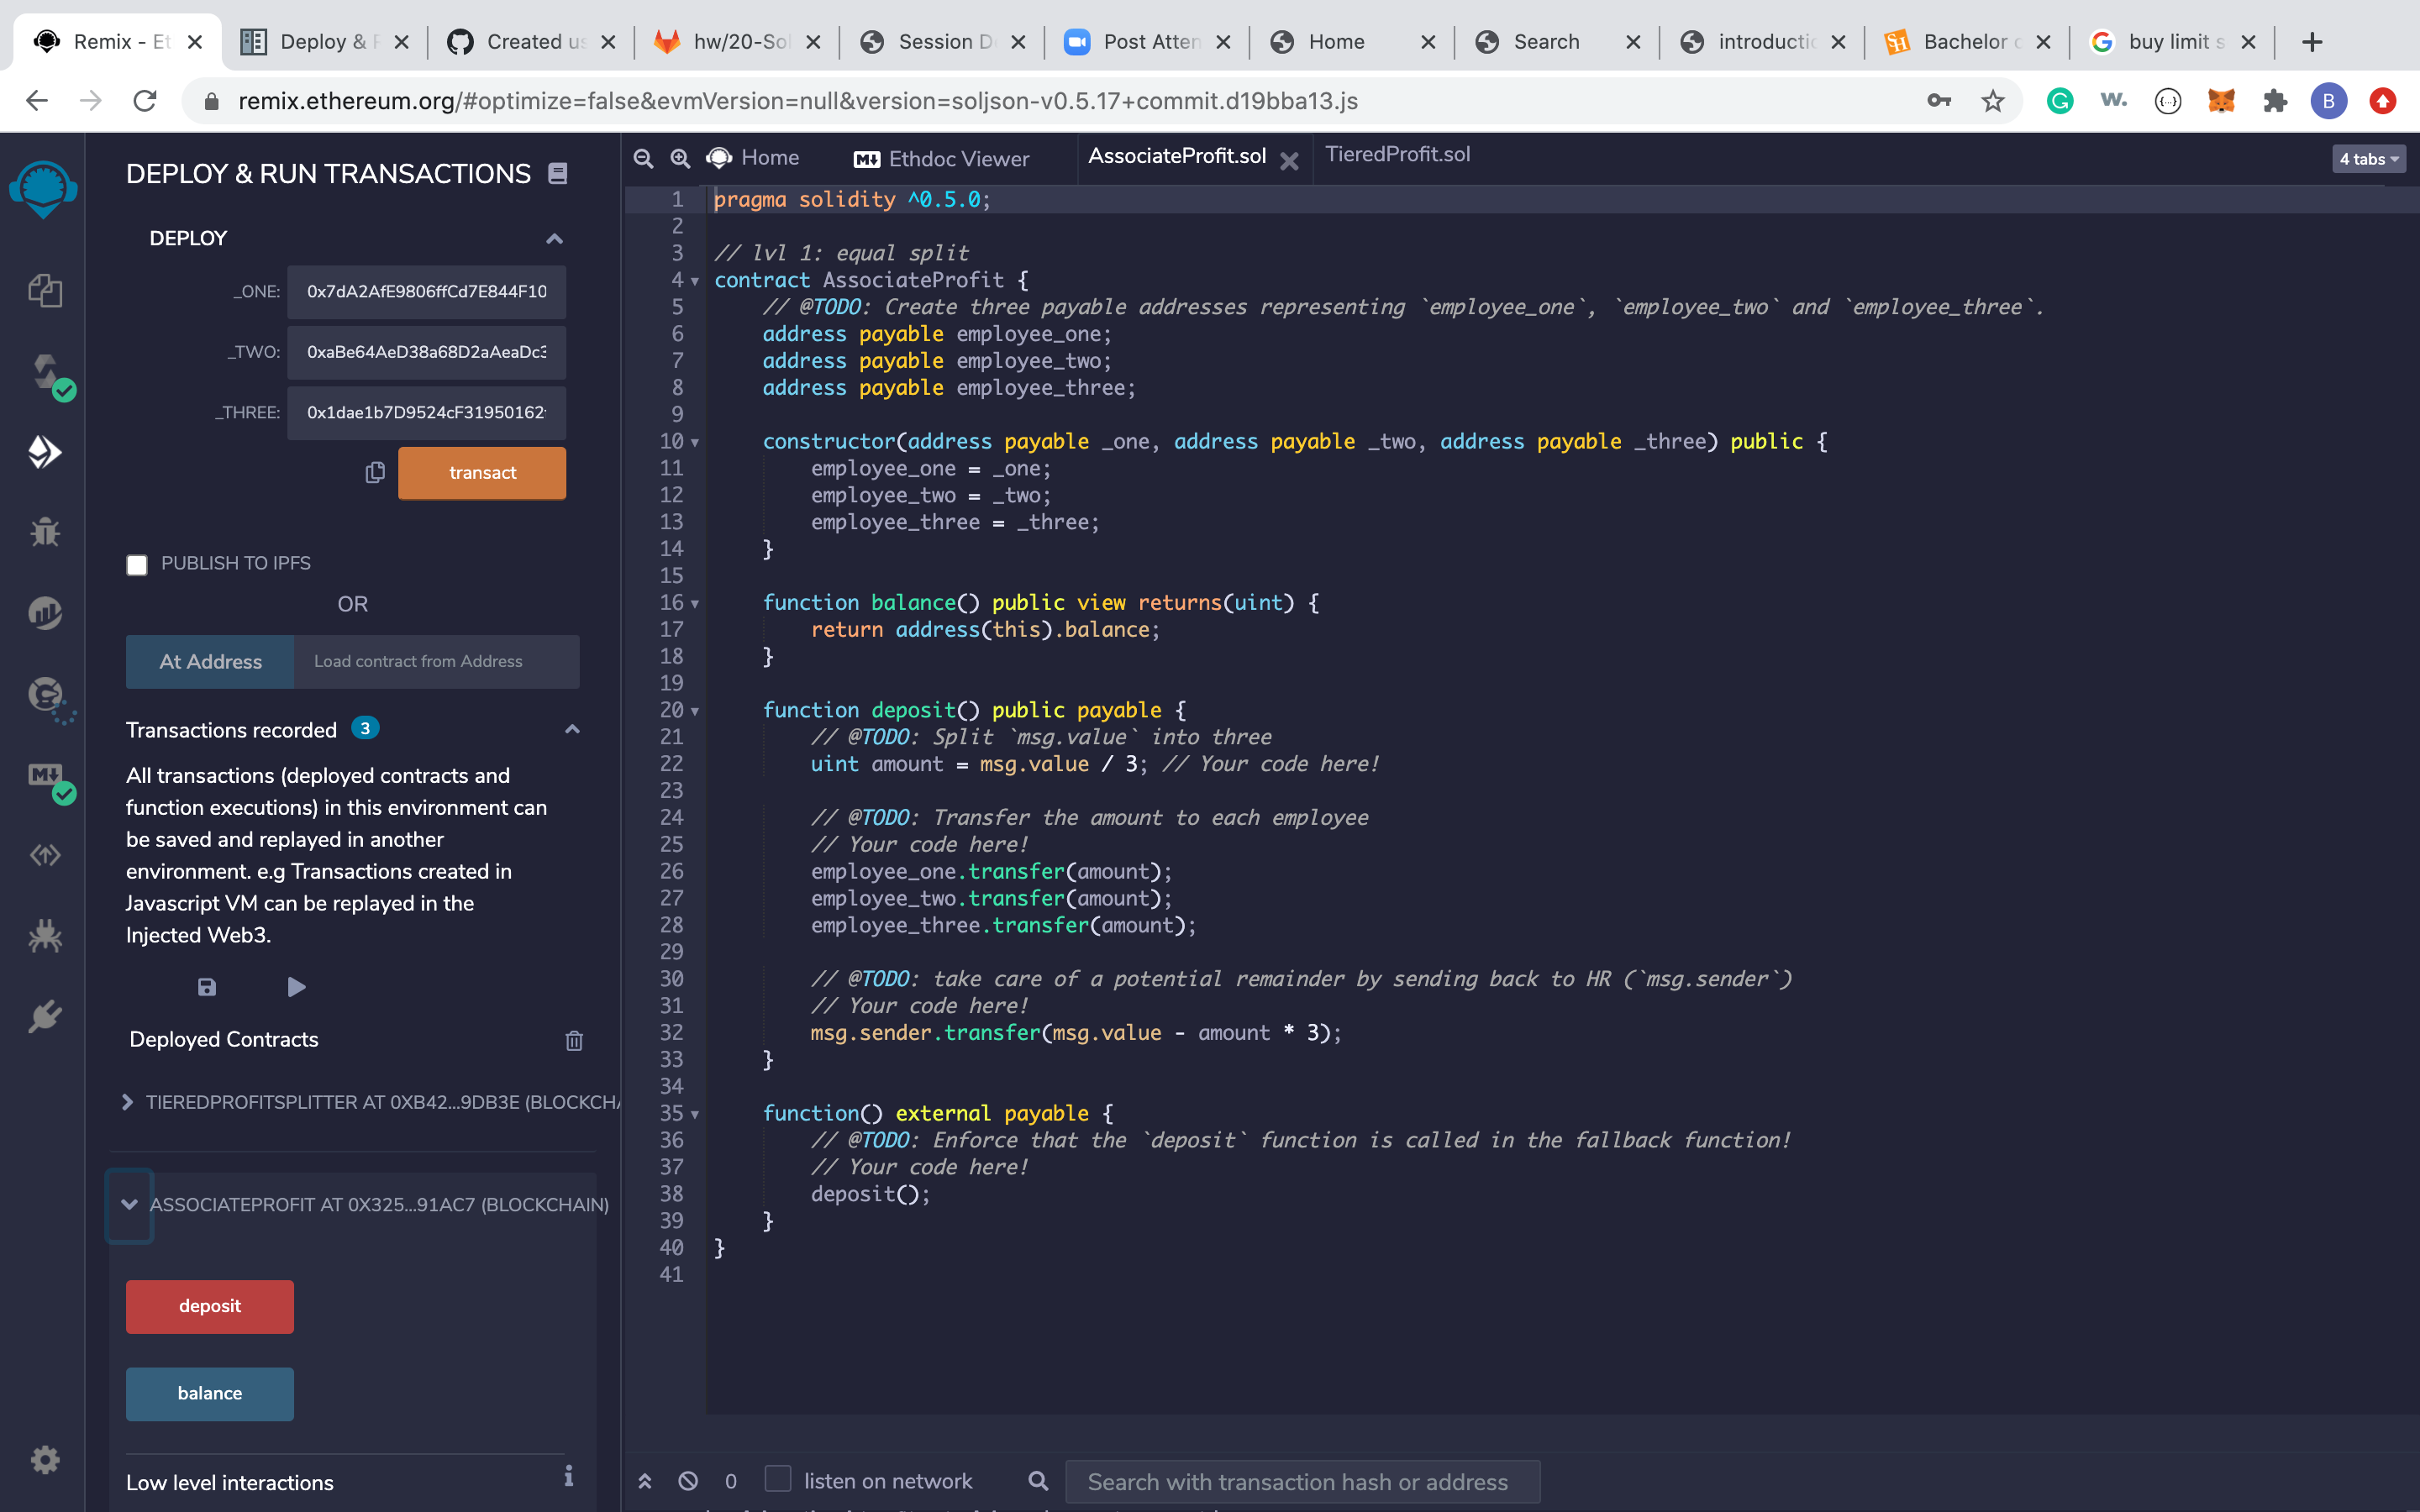 Remix - Et
Deploy & R
Created us
hw/20-Sol
Session De
Post Atten
Home
Search
introductio
Bachelor o
buy limit s
remix.ethereum.org/#optimize=false&evmVersion=null&version=soljson-v0.5.17+commit.d19bba13.js
B
DEPLOY & RUN TRANSACTIONS
DEPLOY
_ONE: 0x7dA2AfE9806ffCd7E844F10
_TWO: 0xaBe64AeD38a68D2aAeaDc3
_THREE: 0x1dae1b7D9524cF31950162
transact
PUBLISH TO IPFS
OR
At Address
Load contract from Address
Transactions recorded 3
All transactions (deployed contracts and
function executions) in this environment can
be saved and replayed in another
environment. e.g Transactions created in
Javascript VM can be replayed in the
Injected Web3.
Deployed Contracts
TIEREDPROFITSPLITTER AT 0XB42...9DB3E (BLOCKCHA
ASSOCIATEPROFIT AT 0X325...91AC7 (BLOCKCHAIN)
deposit
balance
Low level interactions
Home
Ethdoc Viewer
AssociateProfit.sol
TieredProfit.sol
4 tabs
1 pragma solidity ^0.5.0;
2
3 // lvl 1: equal split
4 contract AssociateProfit {
5 // @TODO: Create three payable addresses representing `employee_one`, `employee_two` and `employee_three`.
6 address payable employee_one;
7 address payable employee_two;
8 address payable employee_three;
9
10 constructor(address payable _one, address payable _two, address payable _three) public {
11 employee_one = _one;
12 employee_two = _two;
13 employee_three = _three;
14 }
15
16 function balance() public view returns(uint) {
17 return address(this).balance;
18 }
19
20 function deposit() public payable {
21 // @TODO: Split `msg.value` into three
22 uint amount = msg.value / 3; // Your code here!
23
24 // @TODO: Transfer the amount to each employee
25 // Your code here!
26 employee_one.transfer(amount);
27 employee_two.transfer(amount);
28 employee_three.transfer(amount);
29
30 // @TODO: take care of a potential remainder by sending back to HR (`msg.sender`)
31 // Your code here!
32 msg.sender.transfer(msg.value - amount * 3);
33 }
34
35 function() external payable {
36 // @TODO: Enforce that the `deposit` function is called in the fallback function!
37 // Your code here!
38 deposit();
39 }
40 }
41
0
listen on network
Search with transaction hash or address